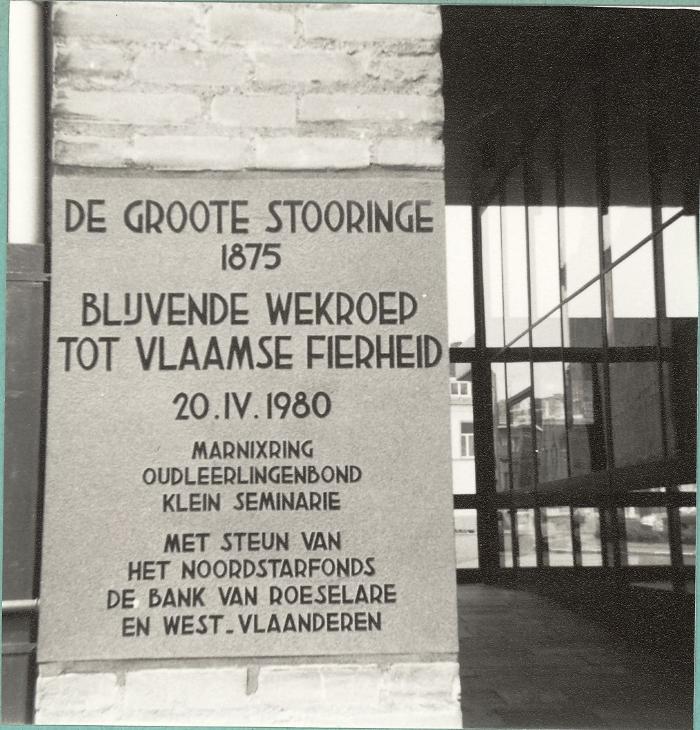 DE GROOTE STOORINGE
1875
BLIJVENDE WEKROEP
TOT VLAAMSE FIERHEID
20.IV.1980
MARNIXRING
OUDLEERLINGENBOND
KLEIN SEMINARIE
MET STEUN VAN
HET NOORDSTARFONDS
DE BANK VAN ROESELARE
EN WEST-VLAANDEREN